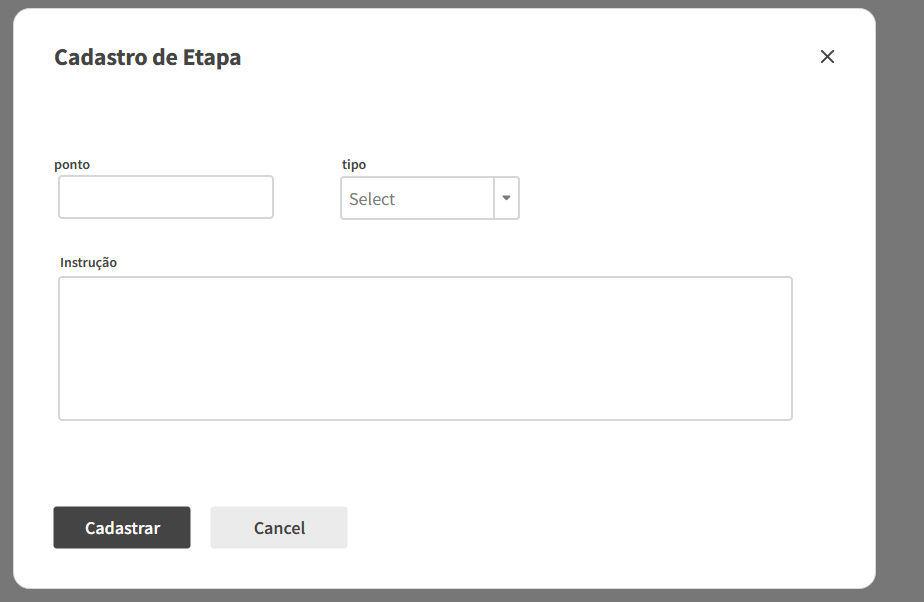 Cadastro de Etapa
ponto
tipo
Select
Instrução
Cadastrar
Cancel